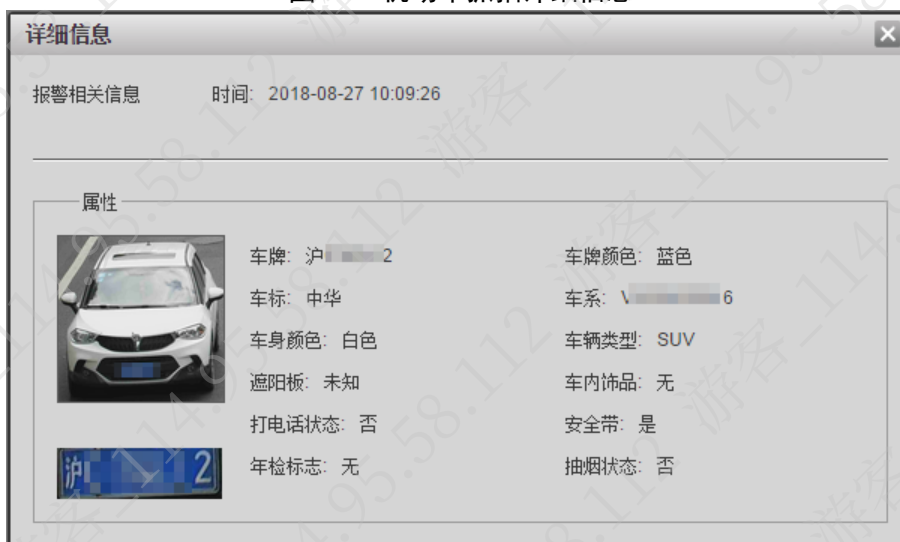 详细信息
报警相关信息 时间: 2018-08-27 10:09:26
属性
车牌: 沪 2 车牌颜色: 蓝色
车标: 中华 车系: V 6
车身颜色: 白色 车辆类型: SUV
遮阳板: 未知 车内饰品: 无
打电话状态: 否 安全带: 是
年检标志: 无 抽烟状态: 否
沪 2